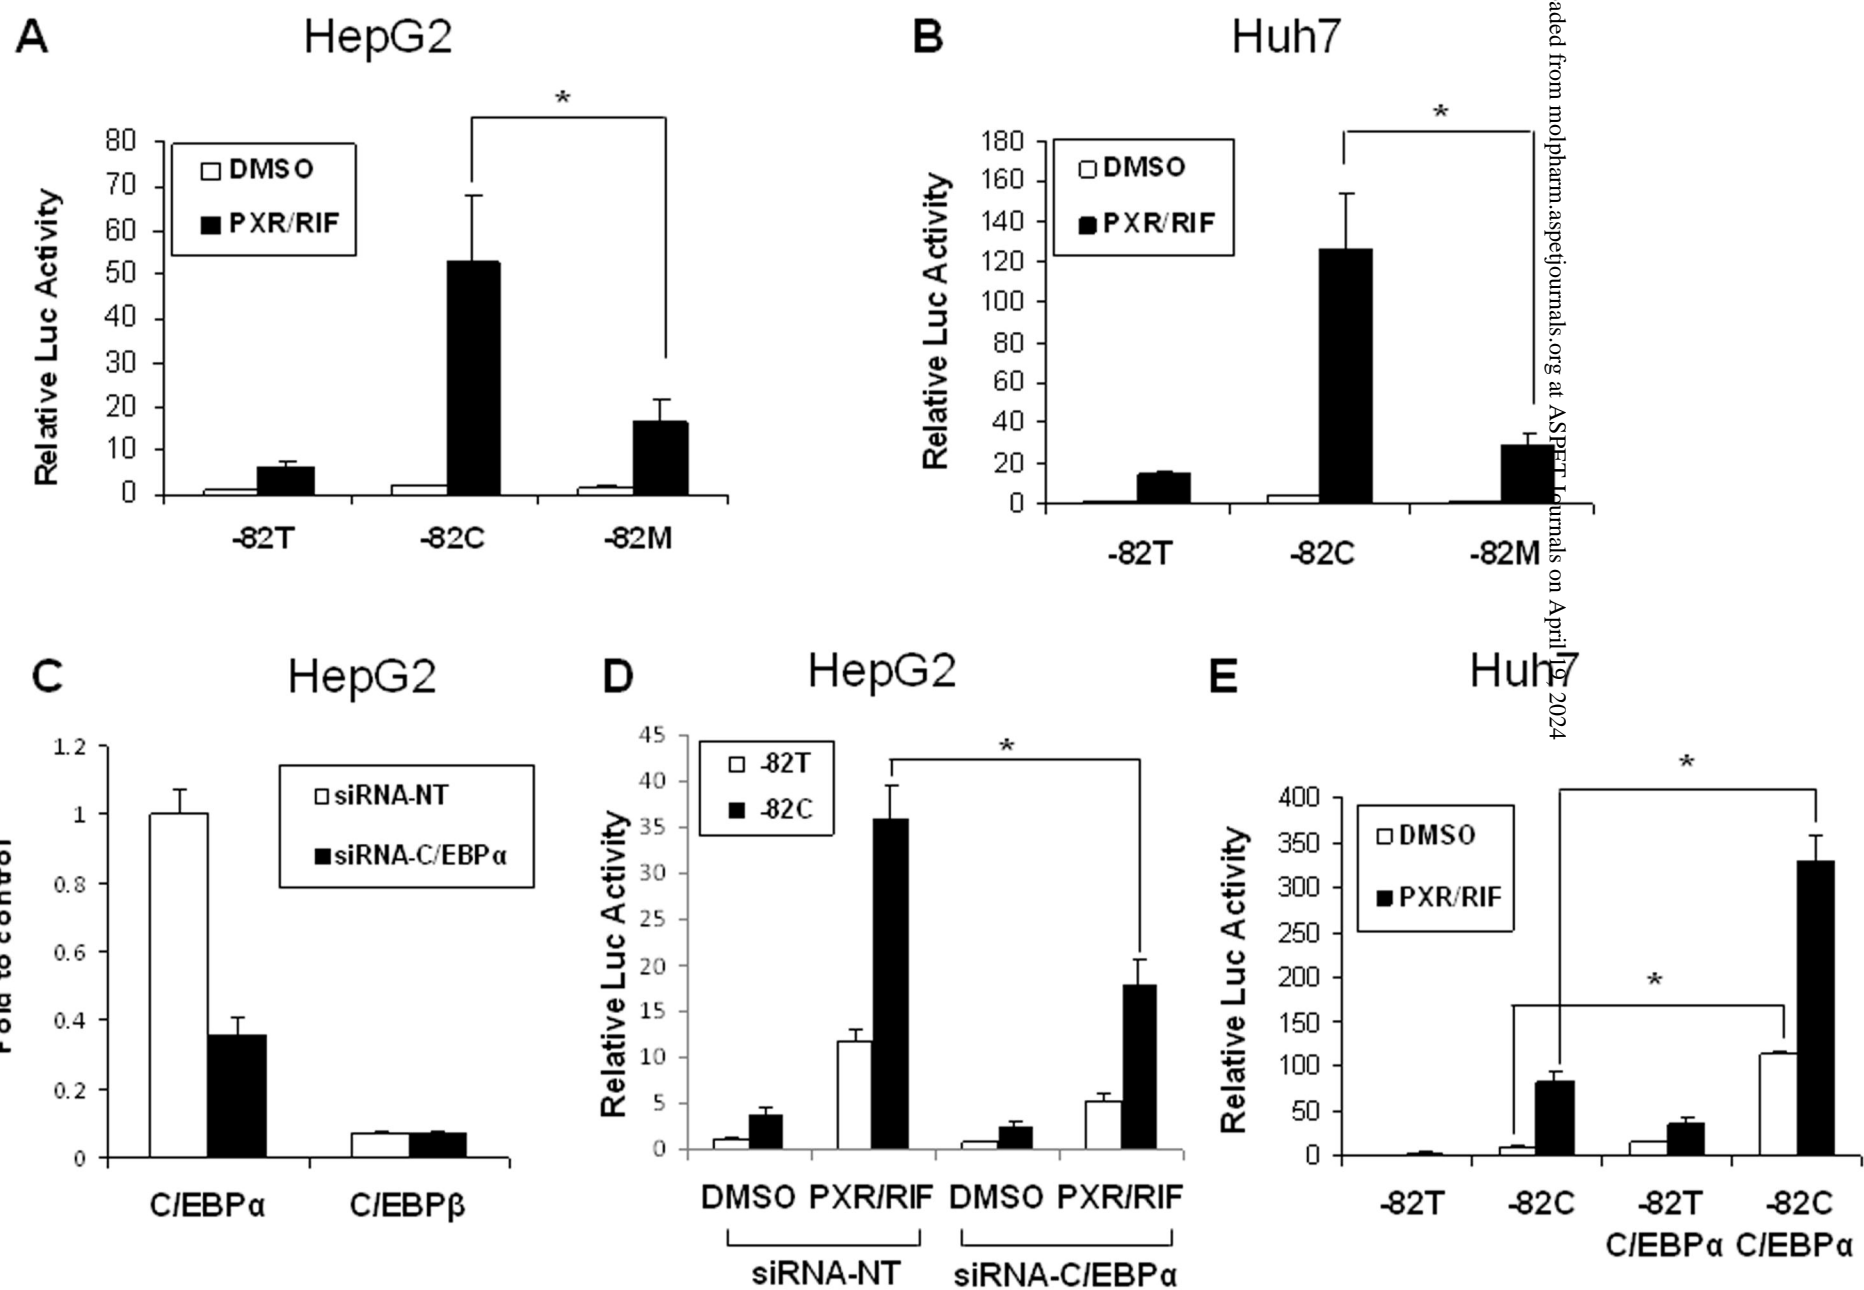 A
HepG2
*
80
70
60
50
40
30
20
10
0
Relative Luc Activity
DMSO
PXR/RIF
-82T
-82C
-82M
B
Huh7
*
180
160
140
120
100
80
60
40
20
0
Relative Luc Activity
DMSO
PXR/RIF
-82T
-82C
-82M
aded from molpharm.aspetjournals.org at ASPET Journals on April 19, 2024
C
HepG2
1.2
1
0.8
0.6
0.4
0.2
0
Fold to control
siRNA-NT
siRNA-C/EBPα
C/EBPα
C/EBPβ
D
HepG2
*
45
40
35
30
25
20
15
10
5
0
Relative Luc Activity
-82T
-82C
DMSO PXR/RIF DMSO PXR/RIF
siRNA-NT
siRNA-C/EBPα
E
Huh7
*
*
400
350
300
250
200
150
100
50
0
Relative Luc Activity
DMSO
PXR/RIF
-82T
-82C
-82T
C/EBPα
-82C
C/EBPα